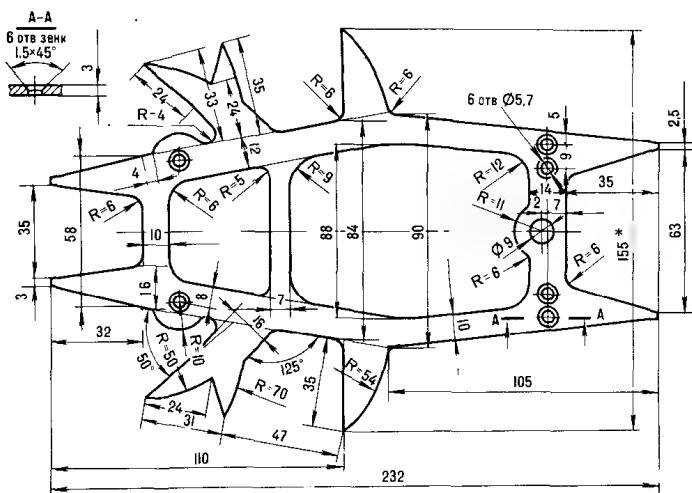 А-А
6 отв зенк
1.5×45°
3
24
33
24
35
R=4
12
R=6
R=6
6 отв Ø5,7
5
2,5
9
4
R=5
R=9
R=12
14
35
R=6
R=6
R=11
2
7
35
58
10
88
84
90
Ø9
155*
63
R=6
R=6
3
16
8
7
16
10
А
А
32
50°
R=50
R=10
125°
35
R=54
105
R=70
24
31
47
110
232